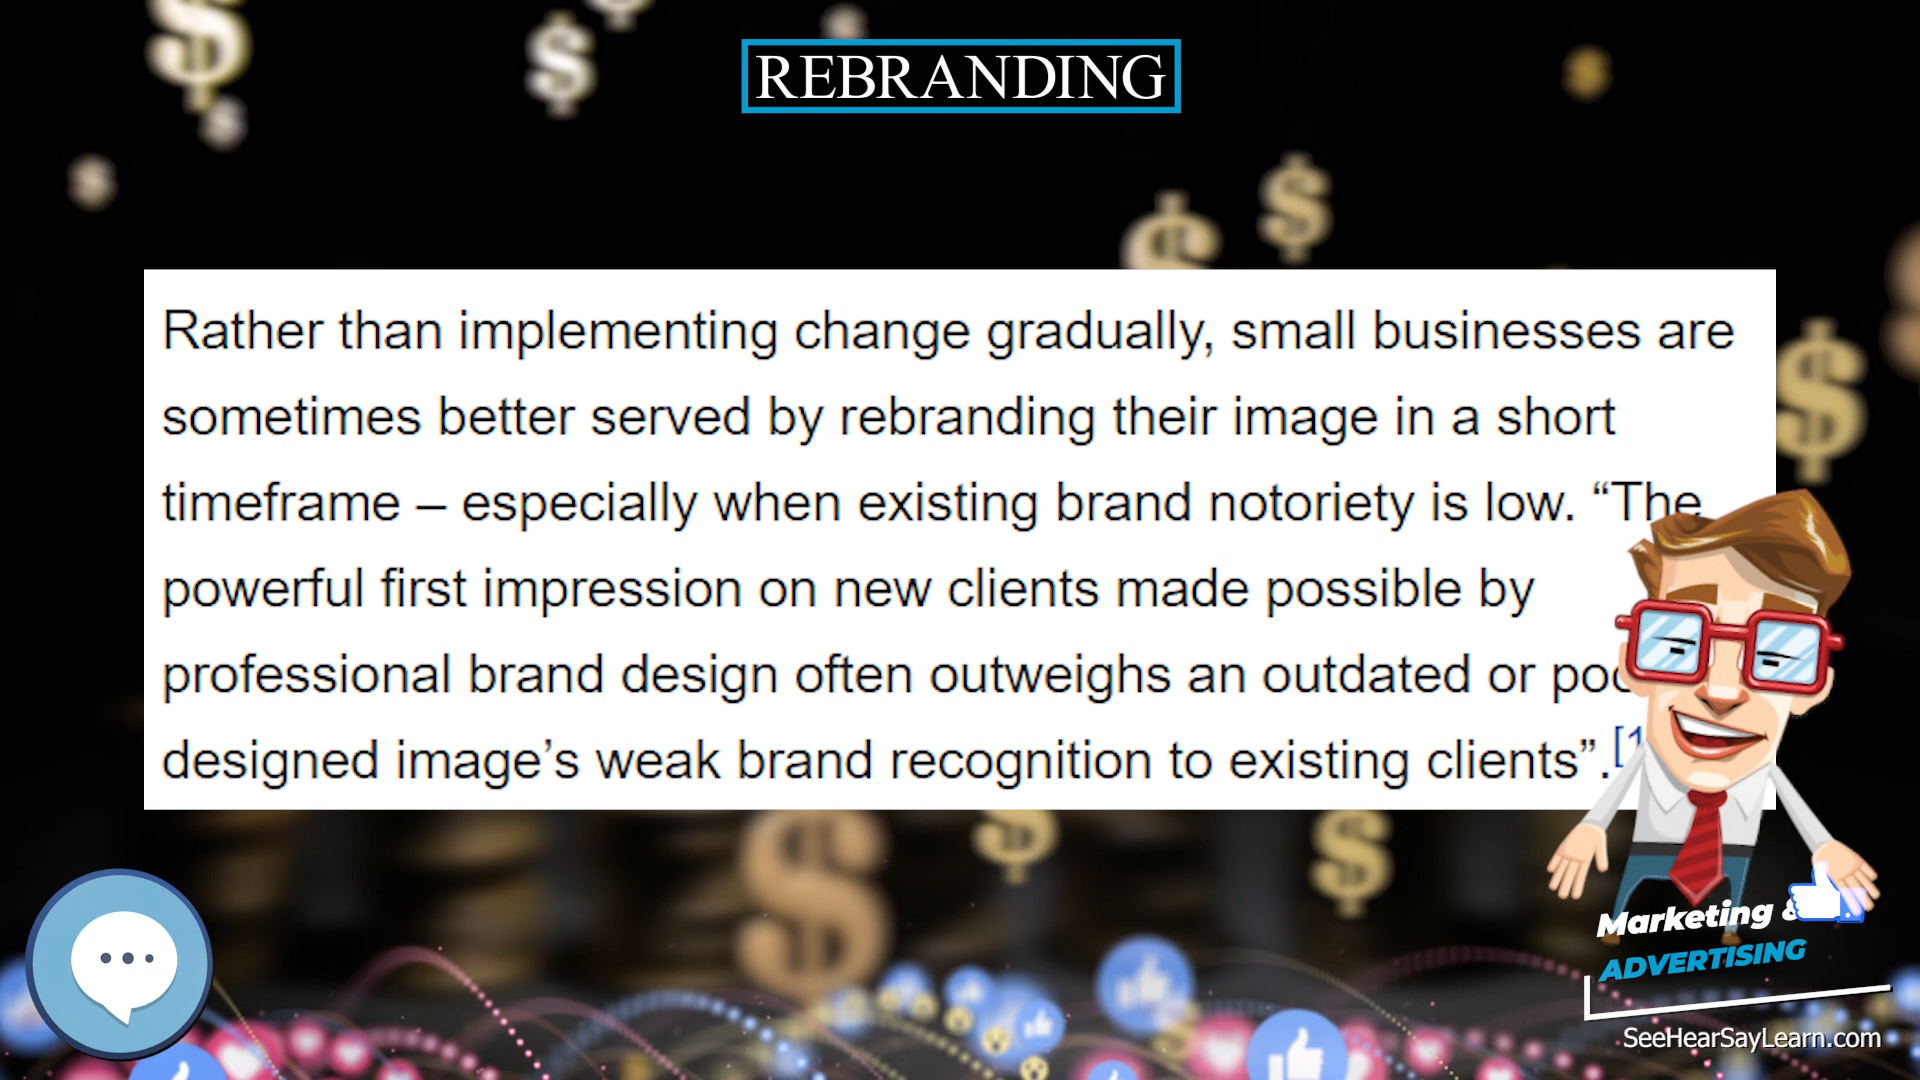 REBRANDING
Rather than implementing change gradually, small businesses are
sometimes better served by rebranding their image in a short
timeframe – especially when existing brand notoriety is low. “The
powerful first impression on new clients made possible by
professional brand design often outweighs an outdated or
designed image’s weak brand recognition to existing clients”.
Marketing &
ADVERTISING
SeeHearSayLearn.com